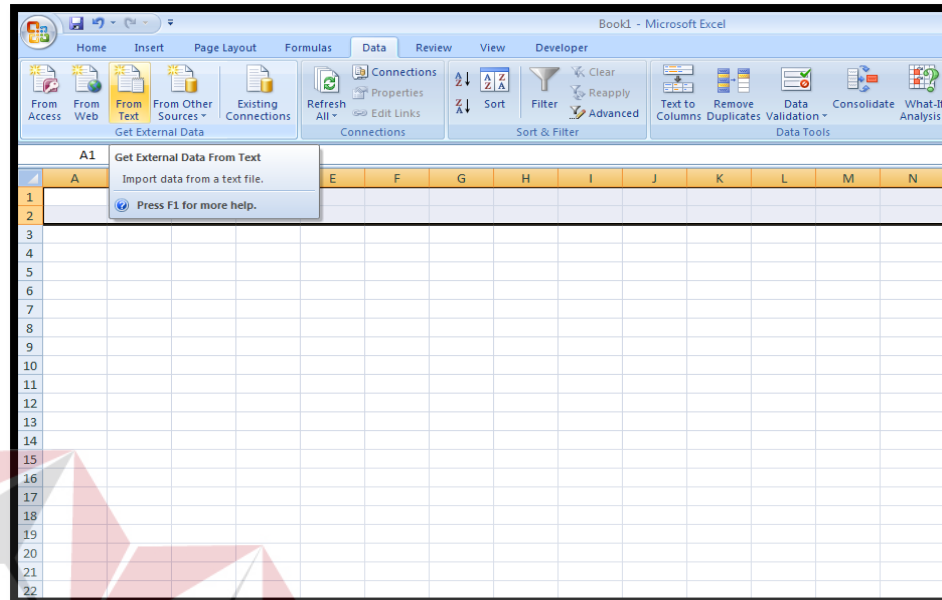 Book1 - Microsoft Excel
Home Insert Page Layout Formulas Data Review View Developer
From Access
From Web
From Text
From Other Sources
Existing Connections
Get External Data
Refresh All
Connections
Properties
Edit Links
Connections
Sort
Filter
Clear
Reapply
Advanced
Sort & Filter
Text to Columns
Remove Duplicates
Data Validation
Consolidate
What-If Analysis
Data Tools
A1
Get External Data From Text
Import data from a text file.
Press F1 for more help.
A E F G H I J K L M N
1
2
3
4
5
6
7
8
9
10
11
12
13
14
15
16
17
18
19
20
21
22